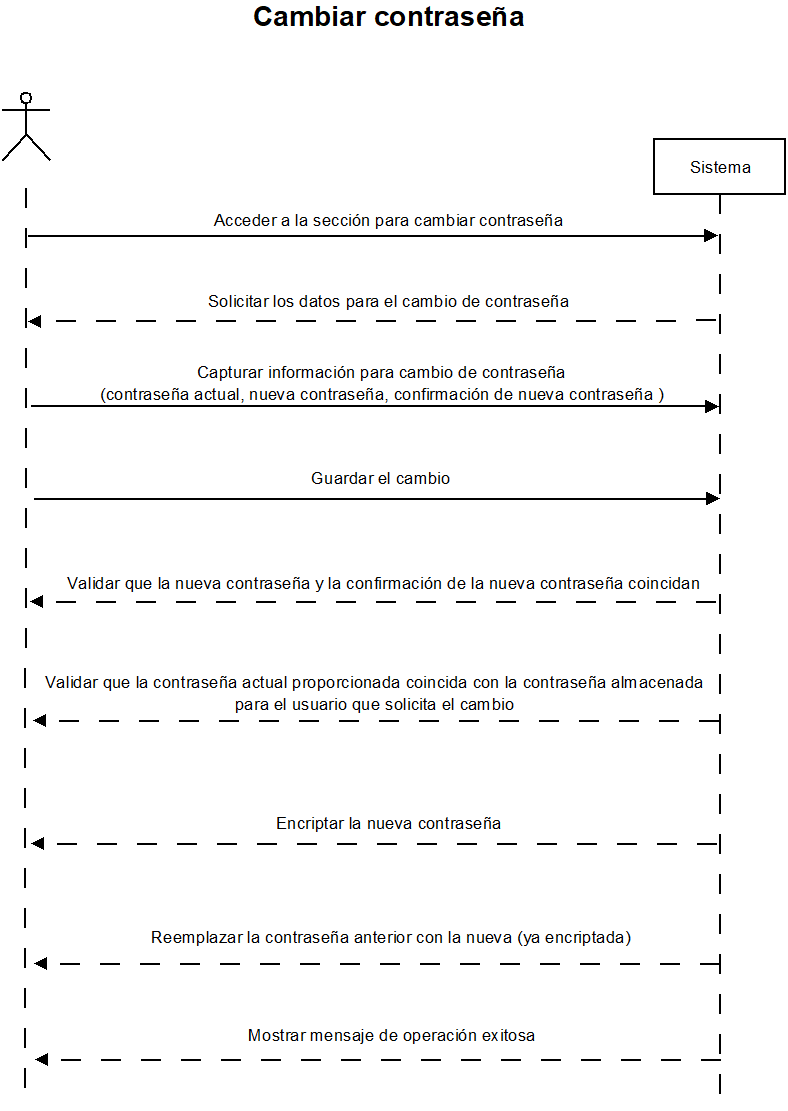 Cambiar contraseña
Sistema
Acceder a la sección para cambiar contraseña
Solicitar los datos para el cambio de contraseña
Capturar información para cambio de contraseña
(contraseña actual, nueva contraseña, confirmación de nueva contraseña )
Guardar el cambio
Validar que la nueva contraseña y la confirmación de la nueva contraseña coincidan
Validar que la contraseña actual proporcionada coincida con la contraseña almacenada
para el usuario que solicita el cambio
Encriptar la nueva contraseña
Reemplazar la contraseña anterior con la nueva (ya encriptada)
Mostrar mensaje de operación exitosa